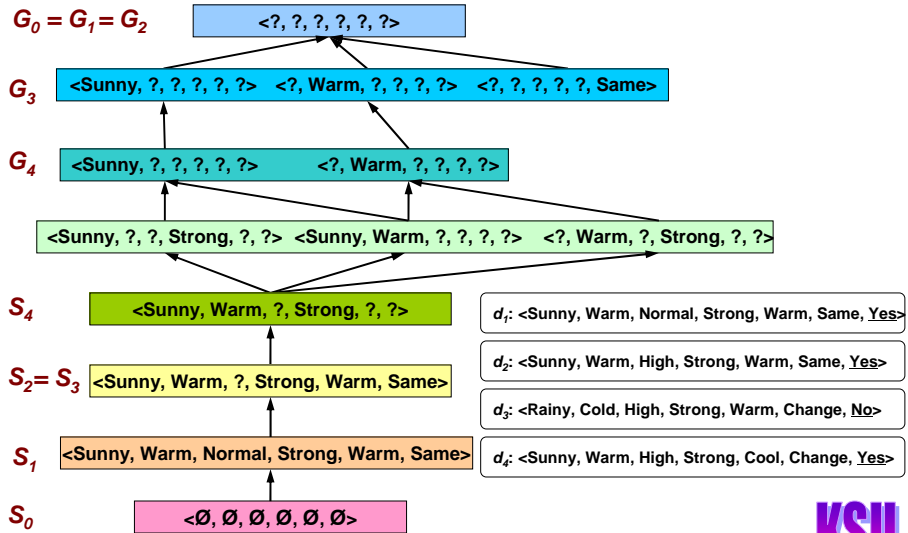 G0 = G1 = G2
<?, ?, ?, ?, ?, ?>
G3
<Sunny, ?, ?, ?, ?, ?> <?, Warm, ?, ?, ?, ?> <?, ?, ?, ?, ?, Same>
G4
<Sunny, ?, ?, ?, ?, ?> <?, Warm, ?, ?, ?, ?>
<Sunny, ?, ?, Strong, ?, ?> <Sunny, Warm, ?, ?, ?, ?> <?, Warm, ?, Strong, ?, ?>
S4
<Sunny, Warm, ?, Strong, ?, ?>
S2 = S3
<Sunny, Warm, ?, Strong, Warm, Same>
S1
<Sunny, Warm, Normal, Strong, Warm, Same>
S0
<Ø, Ø, Ø, Ø, Ø, Ø>
d1: <Sunny, Warm, Normal, Strong, Warm, Same, Yes>
d2: <Sunny, Warm, High, Strong, Warm, Same, Yes>
d3: <Rainy, Cold, High, Strong, Warm, Change, No>
d4: <Sunny, Warm, High, Strong, Cool, Change, Yes>
KSU